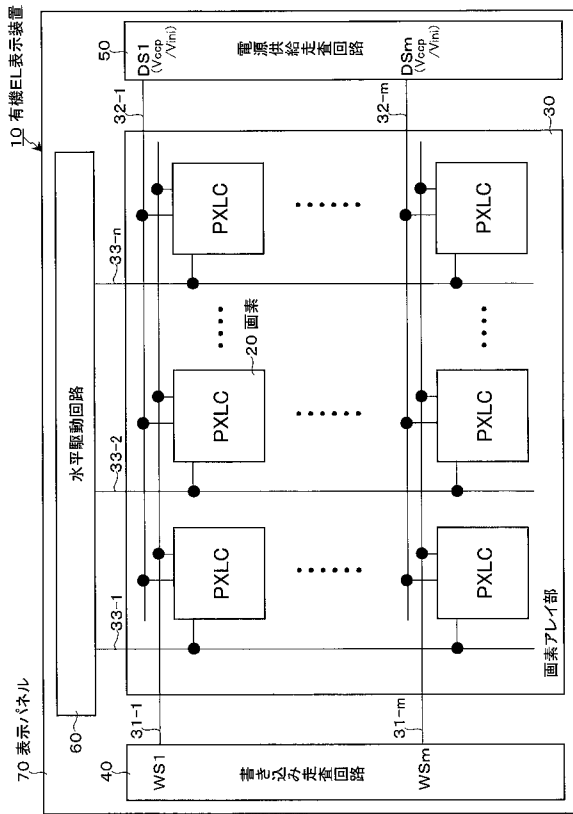 10 有機EL表示装置
70 表示パネル
60
水平駆動回路
33-1
33-2
33-n
40
書き込み走査回路
WS1
WSm
31-1
31-m
50
電源供給走査回路
DS1
(Vccp
/Vini)
DSm
(Vccp
/Vini)
32-1
32-m
30
PXLC
PXLC
PXLC
20 画素
PXLC
PXLC
PXLC
画素アレイ部